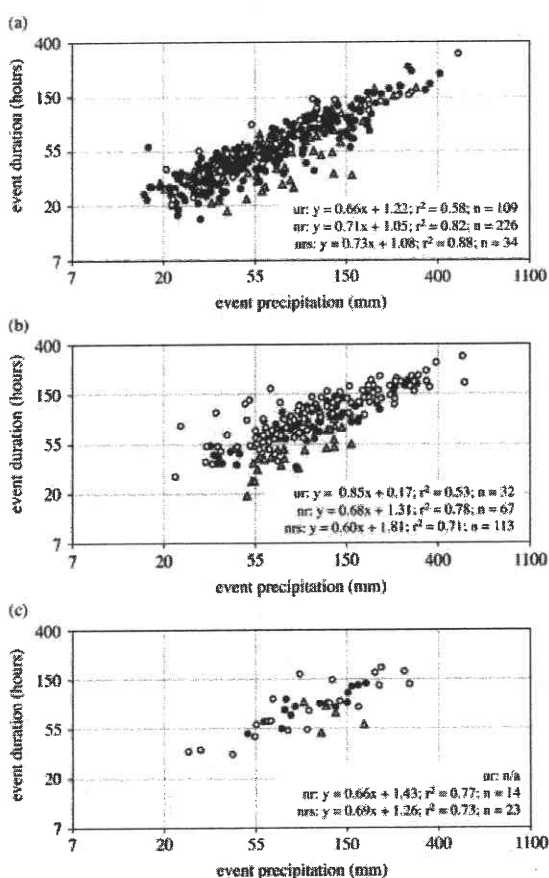 (a)
400
150
55
20
7
event duration (hours)
ur: y = 0.66x + 1.22; r² = 0.58; n = 109
nr: y = 0.71x + 1.05; r² = 0.82; n = 226
nrs: y = 0.73x + 1.08; r² = 0.88; n = 34
7 20 55 150 400 1100
event precipitation (mm)
(b)
400
150
55
20
7
event duration (hours)
ur: y = 0.85x + 0.17; r² = 0.53; n = 32
nr: y = 0.68x + 1.31; r² = 0.78; n = 67
nrs: y = 0.60x + 1.81; r² = 0.71; n = 113
7 20 55 150 400 1100
event precipitation (mm)
(c)
400
150
55
20
7
event duration (hours)
ur: n/a
nr: y = 0.66x + 1.43; r² = 0.77; n = 14
nrs: y = 0.69x + 1.26; r² = 0.73; n = 23
7 20 55 150 400 1100
event precipitation (mm)